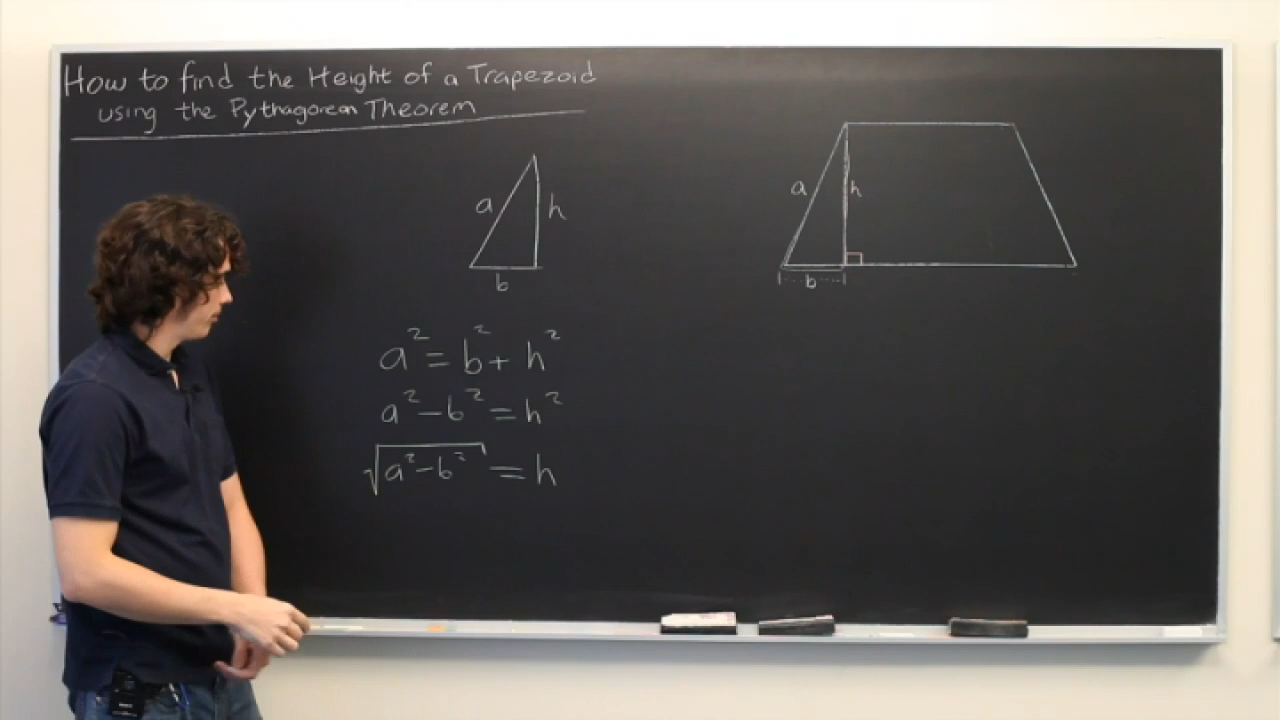 How to find the Height of a Trapezoid
using the Pythagorean Theorem
a
h
b
a² = b² + h²
a² − b² = h²
√(a² − b²) = h
a
h
b